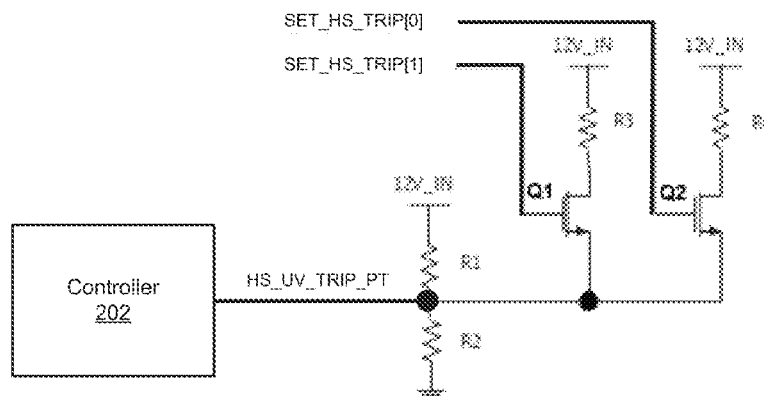 SET_HS_TRIP[0]
SET_HS_TRIP[1]
12V_IN
12V_IN
R3
R
12V_IN
Q1
Q2
R1
HS_UV_TRIP_PT
Controller
202
R2